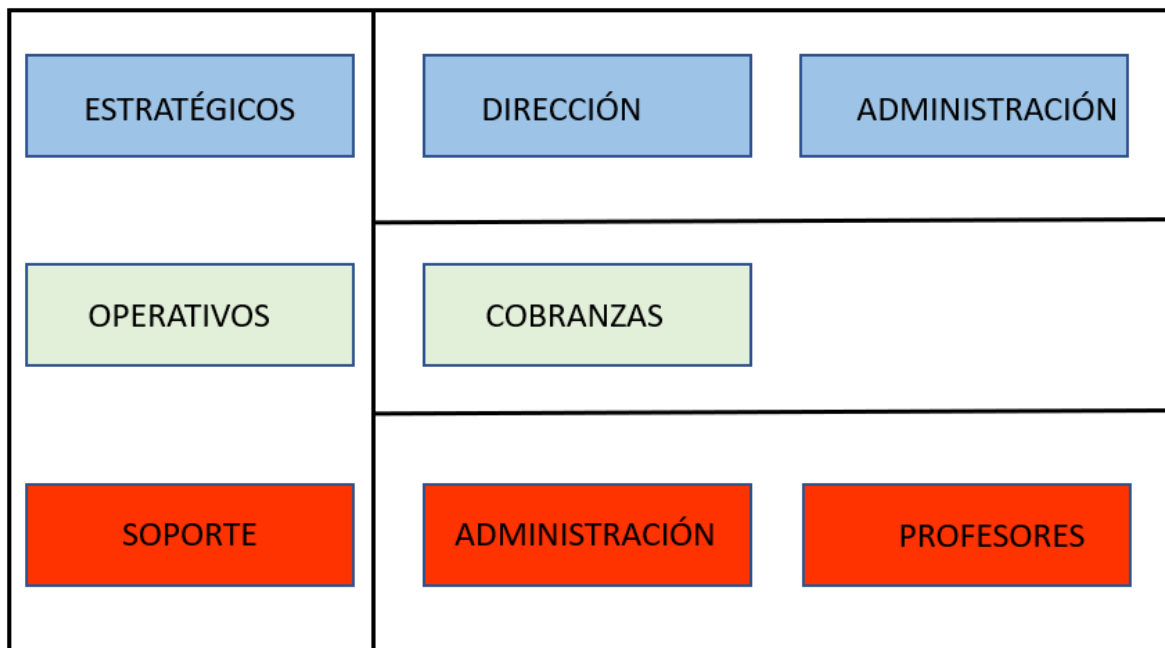 ESTRATÉGICOS
DIRECCIÓN
ADMINISTRACIÓN
OPERATIVOS
COBRANZAS
SOPORTE
ADMINISTRACIÓN
PROFESORES